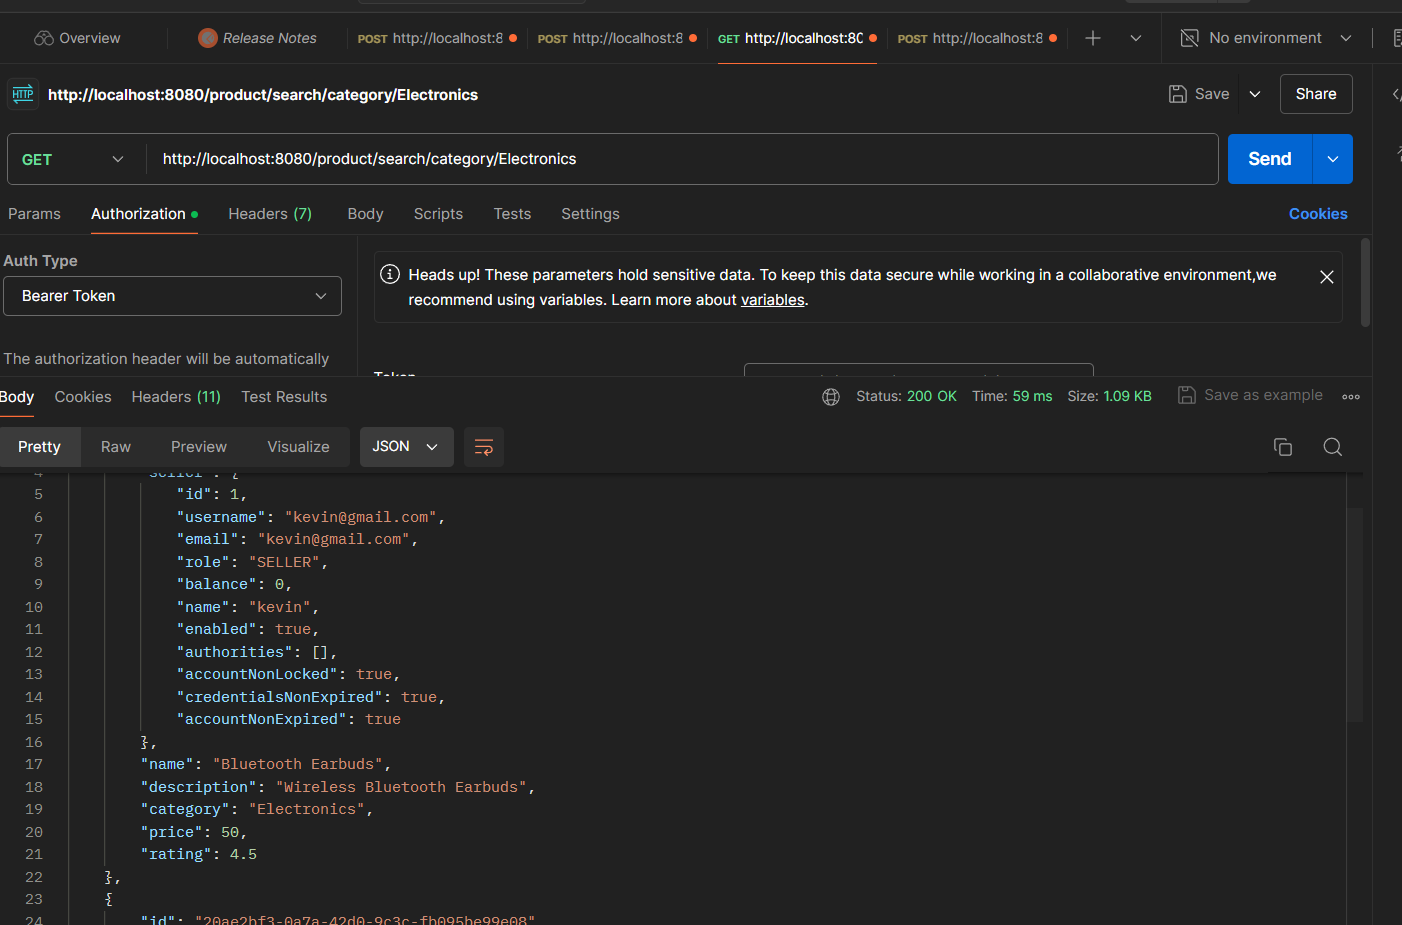 Overview
Release Notes
POST http://localhost:8
POST http://localhost:8
GET http://localhost:80
POST http://localhost:8
No environment
HTTP http://localhost:8080/product/search/category/Electronics
Save
Share
GET
http://localhost:8080/product/search/category/Electronics
Send
Params
Authorization
Headers (7)
Body
Scripts
Tests
Settings
Cookies
Auth Type
Bearer Token
The authorization header will be automatically
Heads up! These parameters hold sensitive data. To keep this data secure while working in a collaborative environment,we
recommend using variables. Learn more about variables.
Token
Body
Cookies
Headers (11)
Test Results
Status: 200 OK
Time: 59 ms
Size: 1.09 KB
Save as example
Pretty
Raw
Preview
Visualize
JSON
4 "seller": {
5 "id": 1,
6 "username": "kevin@gmail.com",
7 "email": "kevin@gmail.com",
8 "role": "SELLER",
9 "balance": 0,
10 "name": "kevin",
11 "enabled": true,
12 "authorities": [],
13 "accountNonLocked": true,
14 "credentialsNonExpired": true,
15 "accountNonExpired": true
16 },
17 "name": "Bluetooth Earbuds",
18 "description": "Wireless Bluetooth Earbuds",
19 "category": "Electronics",
20 "price": 50,
21 "rating": 4.5
22 },
23 {
24 "id": "20ae2bf3-0a7a-42d0-9c3c-fb095be99e08"